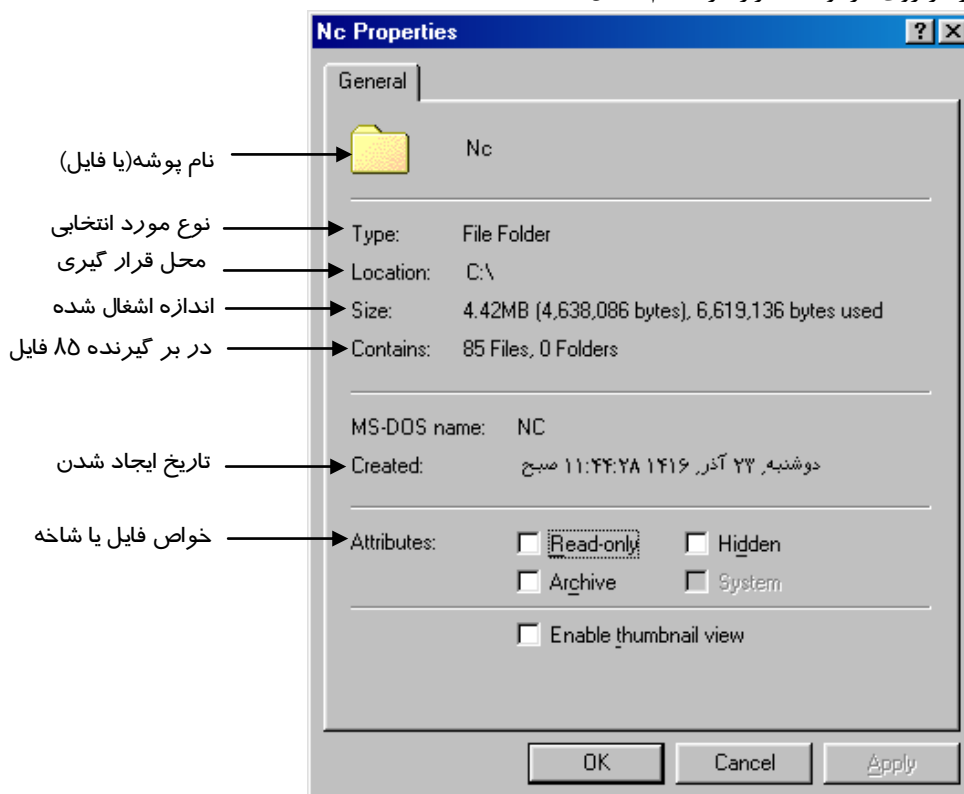 Nc Properties
General
نام پوشه(یا فایل)
Nc
نوع مورد انتخابی
Type: File Folder
محل قرار گیری
Location: C:\
اندازه اشغال شده
Size: 4.42MB (4,638,086 bytes), 6,619,136 bytes used
در بر گیرنده ۸۵ فایل
Contains: 85 Files, 0 Folders
MS-DOS name: NC
تاریخ ایجاد شدن
Created: دوشنبه, ۲۳ آذر, ۱۴۱۶ ۱۱:۴۴:۲۸ صبح
خواص فایل یا شاخه
Attributes: Read-only Hidden
Archive System
Enable thumbnail view
OK Cancel Apply